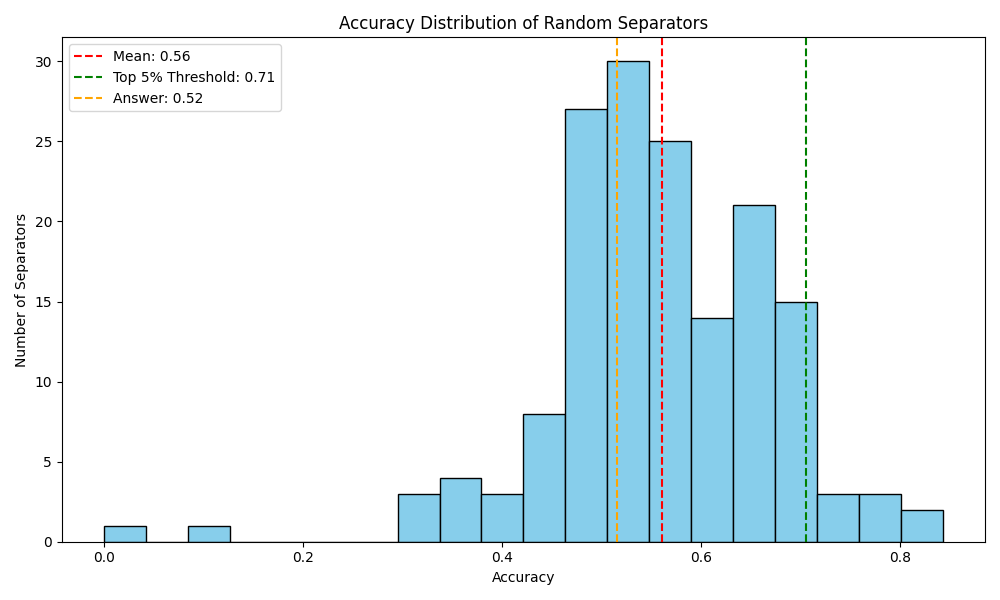 Accuracy Distribution of Random Separators
Mean: 0.56
Top 5% Threshold: 0.71
Answer: 0.52
30
25
20
15
10
5
0
Number of Separators
0.0
0.2
0.4
0.6
0.8
Accuracy